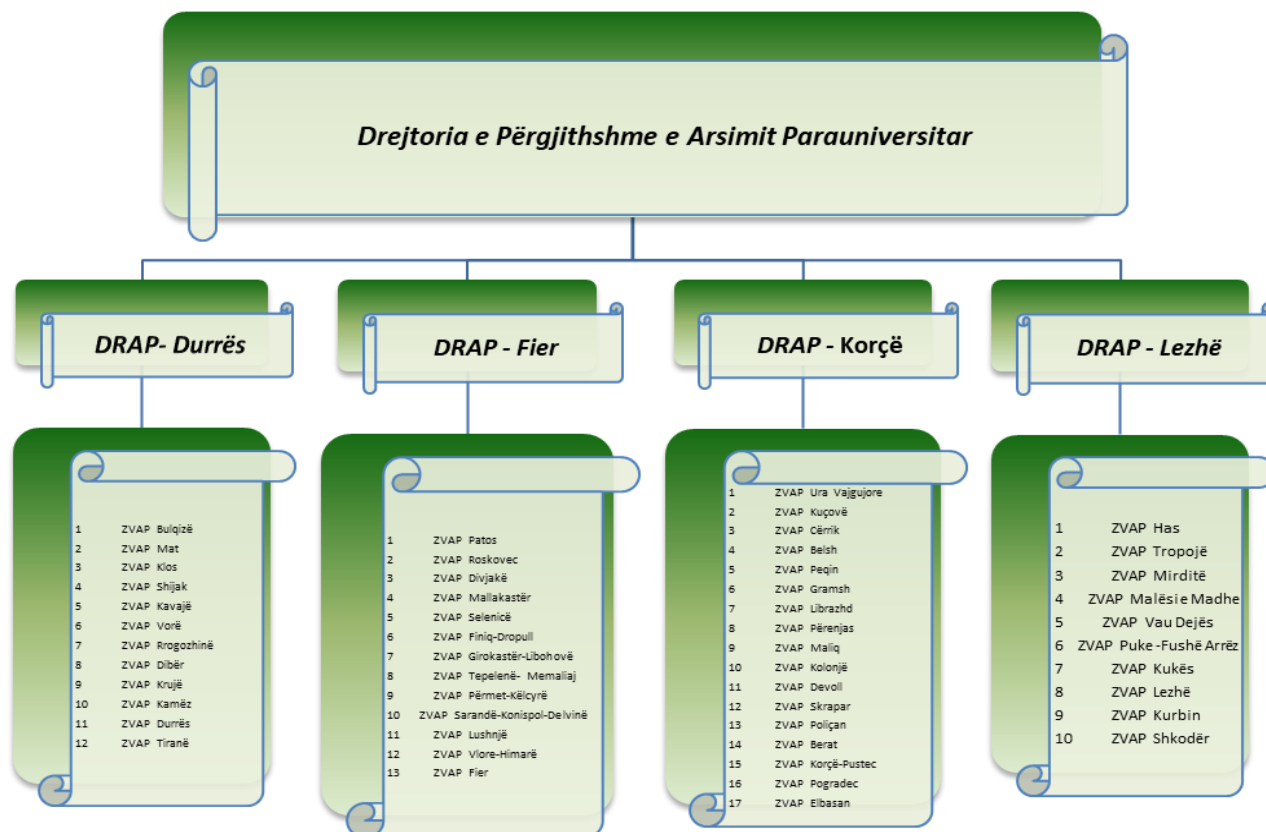 Drejtoria e Përgjithshme e Arsimit Parauniversitar
DRAP- Durrës
1 ZVAP Bulqizë
2 ZVAP Mat
3 ZVAP Klos
4 ZVAP Shijak
5 ZVAP Kavajë
6 ZVAP Vorë
7 ZVAP Rrogozhinë
8 ZVAP Dibër
9 ZVAP Krujë
10 ZVAP Kamëz
11 ZVAP Durrës
12 ZVAP Tiranë
DRAP - Fier
1 ZVAP Patos
2 ZVAP Roskovec
3 ZVAP Divjakë
4 ZVAP Mallakastër
5 ZVAP Selenicë
6 ZVAP Finiq-Dropull
7 ZVAP Girokastër-Libohovë
8 ZVAP Tepelenë- Memaliaj
9 ZVAP Përmet-Këlcyrë
10 ZVAP Sarandë-Konispol-Delvinë
11 ZVAP Lushnjë
12 ZVAP Vlore-Himarë
13 ZVAP Fier
DRAP - Korçë
1 ZVAP Ura Vajgujore
2 ZVAP Kuçovë
3 ZVAP Cërrik
4 ZVAP Belsh
5 ZVAP Peqin
6 ZVAP Gramsh
7 ZVAP Librazhd
8 ZVAP Përenjas
9 ZVAP Maliq
10 ZVAP Kolonjë
11 ZVAP Devoll
12 ZVAP Skrapar
13 ZVAP Poliçan
14 ZVAP Berat
15 ZVAP Korçë-Pustec
16 ZVAP Pogradec
17 ZVAP Elbasan
DRAP - Lezhë
1 ZVAP Has
2 ZVAP Tropojë
3 ZVAP Mirditë
4 ZVAP Malësi e Madhe
5 ZVAP Vau Dejës
6 ZVAP Puke -Fushë Arrëz
7 ZVAP Kukës
8 ZVAP Lezhë
9 ZVAP Kurbin
10 ZVAP Shkodër